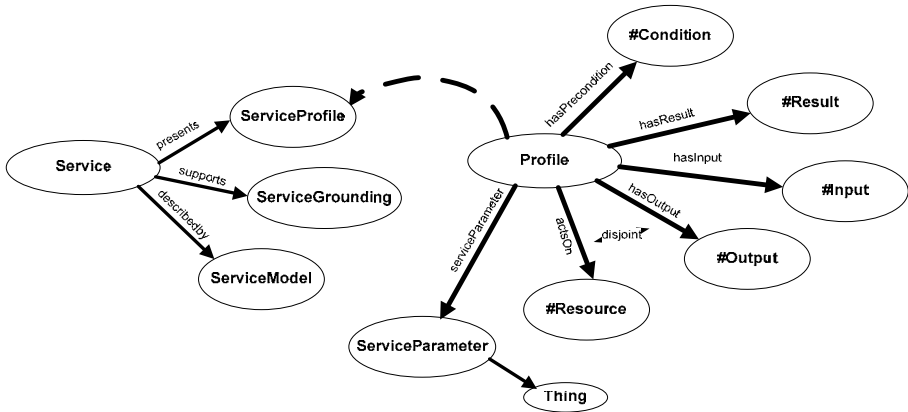 #Condition
hasPrecondition
#Result
hasResult
ServiceProfile
presents
Service
Profile
hasInput
supports
ServiceGrounding
#Input
describedby
hasOutput
serviceParameter
actsOn
disjoint
#Output
ServiceModel
#Resource
ServiceParameter
Thing